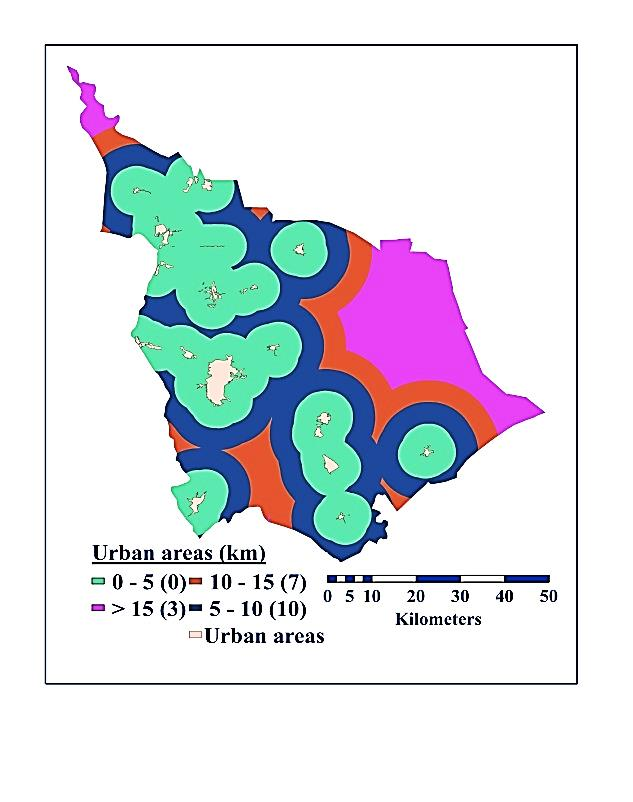 Urban areas (km)
0 - 5 (0) 10 - 15 (7)
> 15 (3) 5 - 10 (10)
Urban areas
0 5 10 20 30 40 50
Kilometers